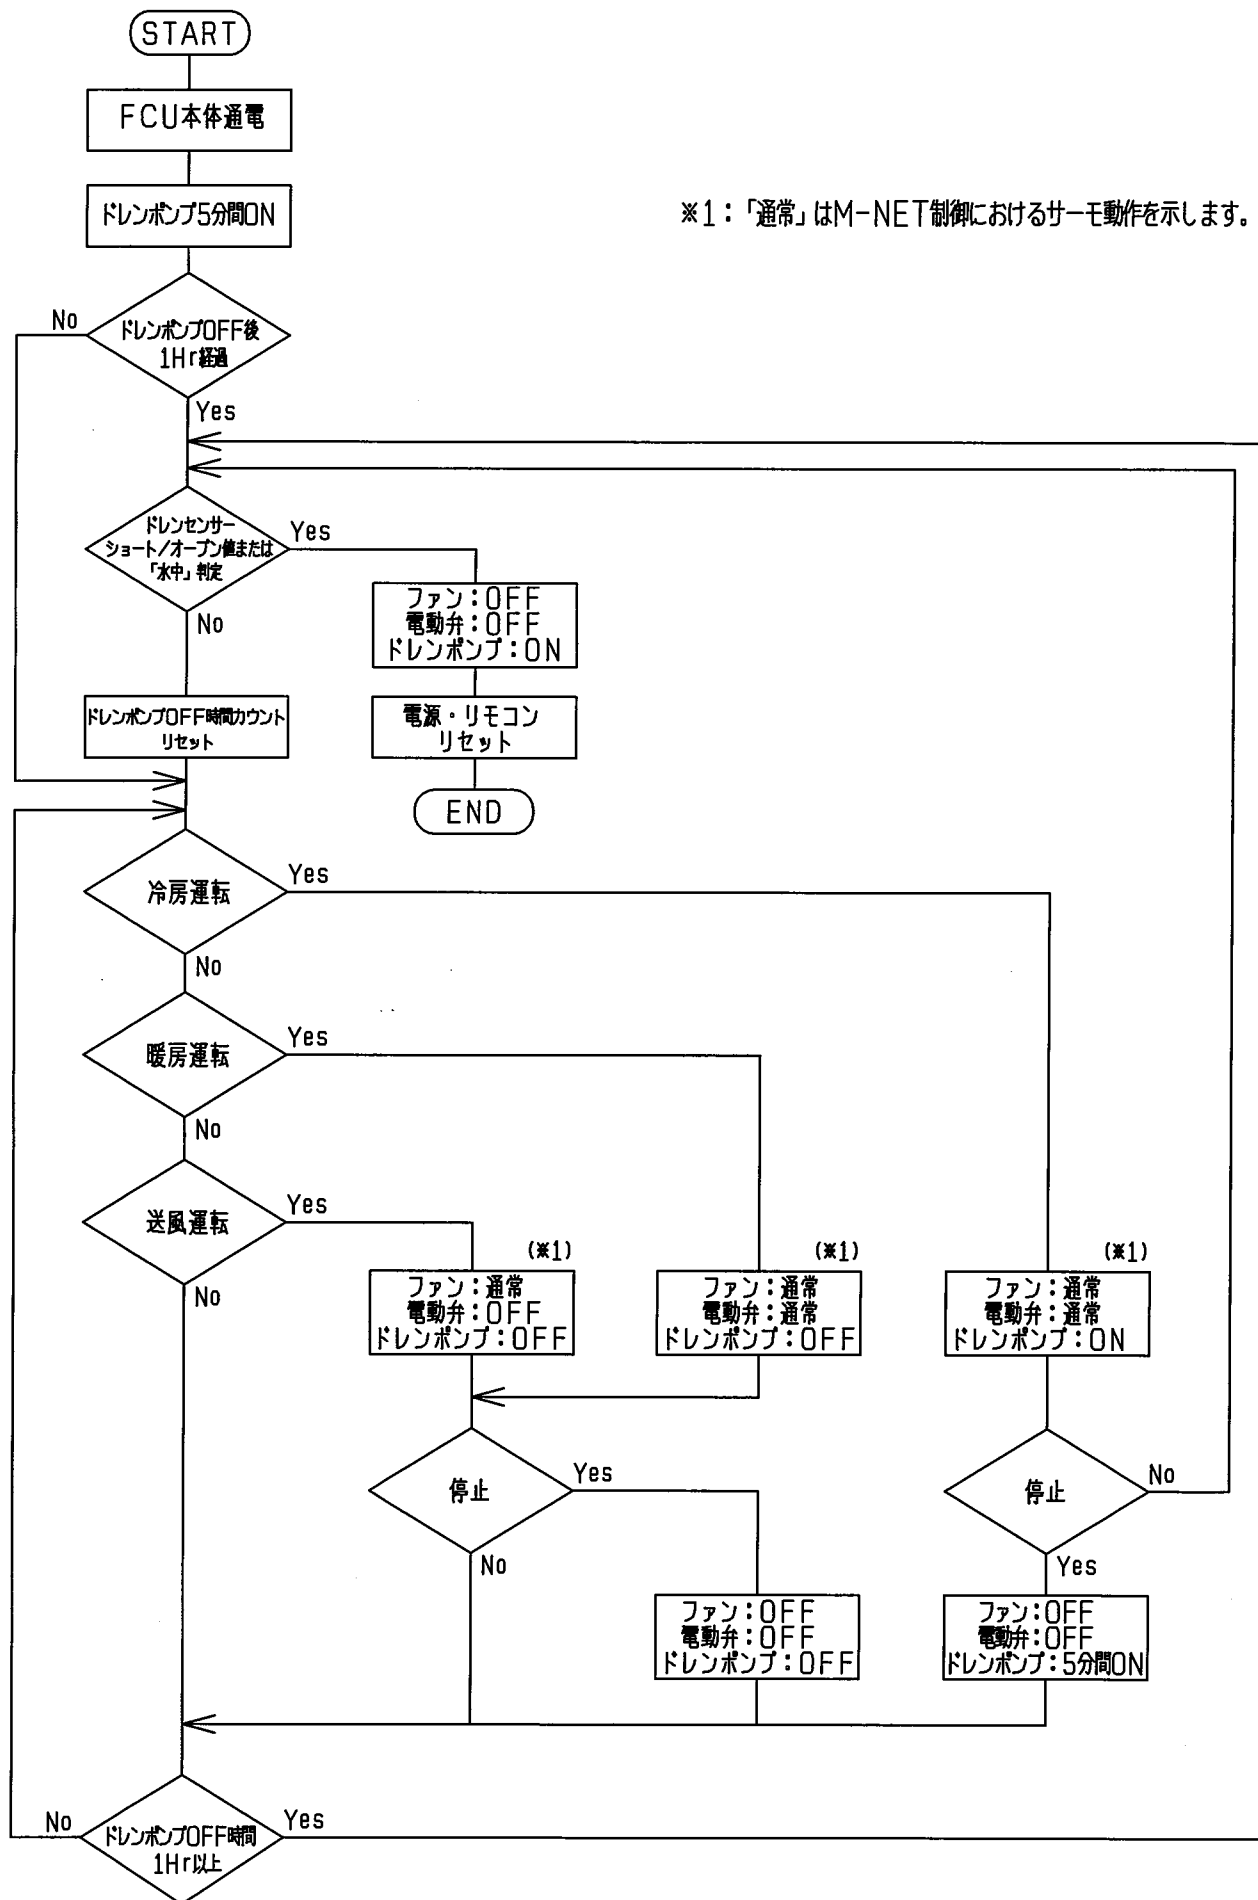 START
FCU本体通電
ドレンポンプ5分間ON
※1：「通常」はM-NET制御におけるサーモ動作を示します。
No
ドレンポンプOFF後
1Hr経過
Yes
ドレンセンサー
ショート/オープン値または
「水中」判定
Yes
No
ファン：OFF
電動弁：OFF
ドレンポンプ：ON
ドレンポンプOFF時間カウント
リセット
電源・リモコン
リセット
END
冷房運転
Yes
No
暖房運転
Yes
No
送風運転
Yes
No
(※1)
ファン：通常
電動弁：OFF
ドレンポンプ：OFF
(※1)
ファン：通常
電動弁：通常
ドレンポンプ：OFF
(※1)
ファン：通常
電動弁：通常
ドレンポンプ：ON
停止
Yes
No
停止
No
Yes
ファン：OFF
電動弁：OFF
ドレンポンプ：OFF
ファン：OFF
電動弁：OFF
ドレンポンプ：5分間ON
No
ドレンポンプOFF時間
1Hr以上
Yes